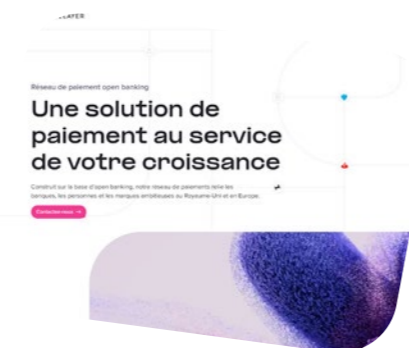 Réseau de paiement open banking
Une solution de
paiement au service
de votre croissance
Construit sur la base d'open banking, notre réseau de paiements relie les
banques, les personnes et les marques ambitieuses au Royaume-Uni et en Europe.
Contactez-nous →